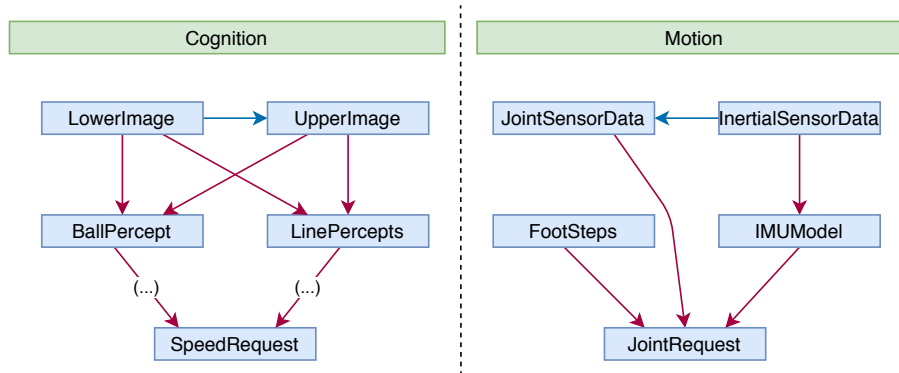 Cognition
Motion
LowerImage
UpperImage
JointSensorData
InertialSensorData
BallPercept
LinePercepts
FootSteps
IMUModel
(...)
(...)
SpeedRequest
JointRequest